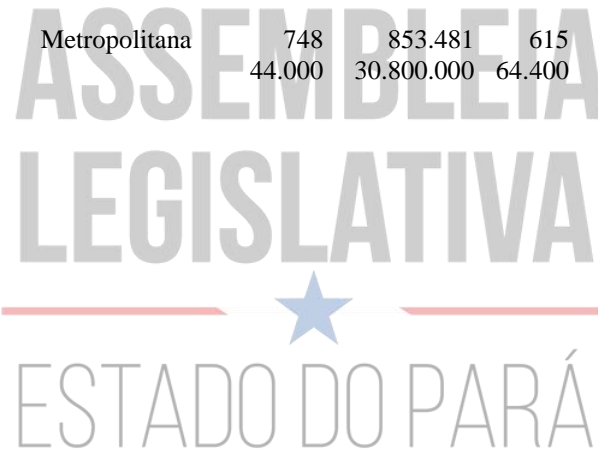 ASSEMBLEIA
Metropolitana 748 853.481 615
44.000 30.800.000 64.400
LEGISLATIVA
ESTADO DO PARÁ